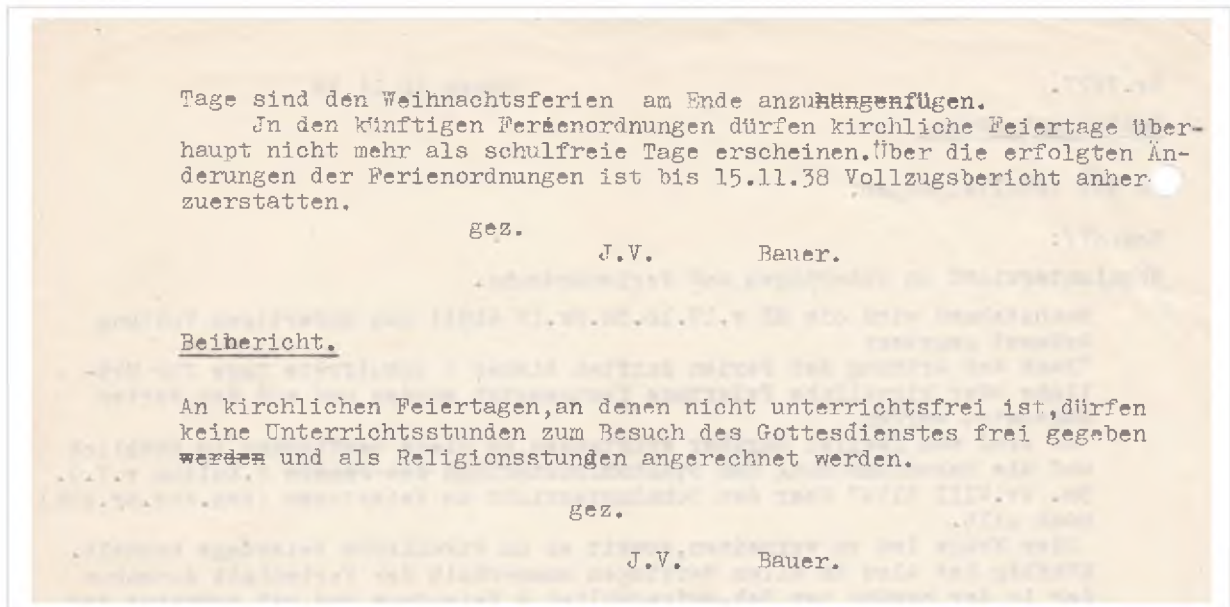 Tage sind den Weihnachtsferien am Ende anzuhängenfügen.
Jn den künftigen Ferienordnungen dürfen kirchliche Feiertage über-
haupt nicht mehr als schulfreie Tage erscheinen.Über die erfolgten Än-
derungen der Ferienordnungen ist bis 15.11.38 Vollzugsbericht anher
zuerstatten.
gez.
J.V. Bauer.
Beibericht.
An kirchlichen Feiertagen,an denen nicht unterrichtsfrei ist,dürfen
keine Unterrichtsstunden zum Besuch des Gottesdienstes frei gegeben
werden und als Religionsstunden angerechnet werden.
gez.
J.V. Bauer.